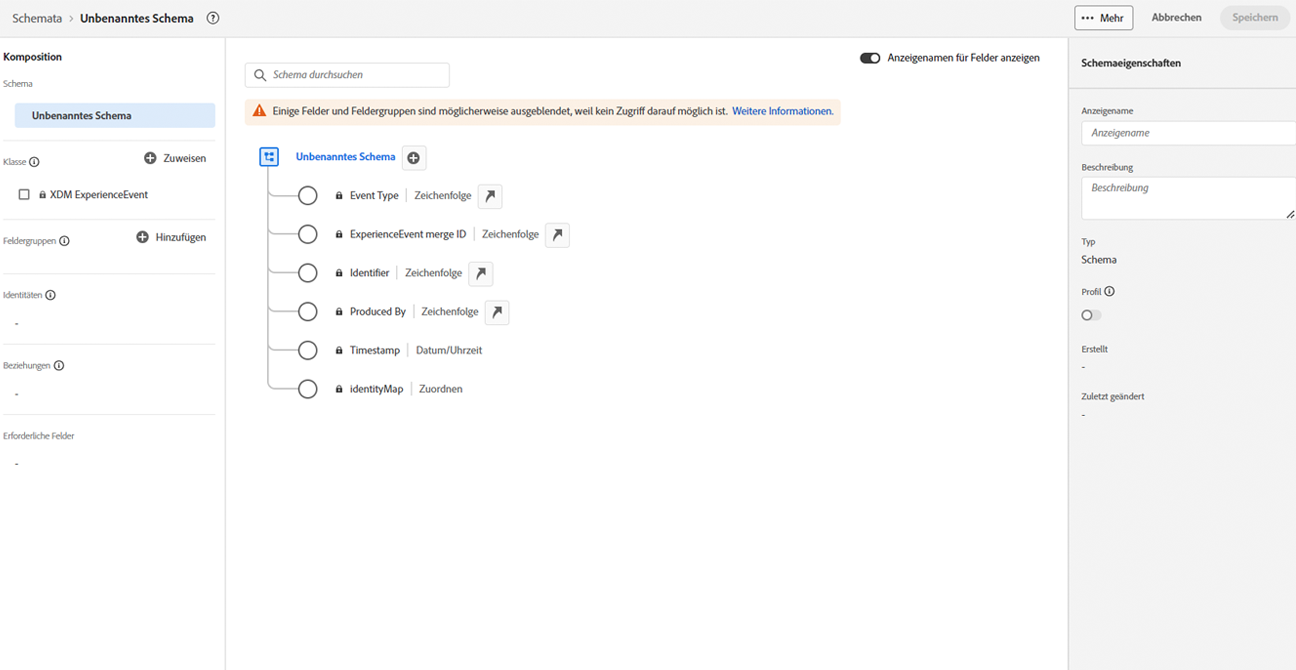 Schemata › Unbenanntes Schema
Mehr Abbrechen Speichern
Komposition
Schema
Unbenanntes Schema
Klasse Zuweisen
XDM ExperienceEvent
Feldergruppen Hinzufügen
Identitäten
-
Beziehungen
-
Erforderliche Felder
-
Anzeigenamen für Felder anzeigen
Schema durchsuchen
Einige Felder und Feldergruppen sind möglicherweise ausgeblendet, weil kein Zugriff darauf möglich ist. Weitere Informationen.
Unbenanntes Schema
Event Type | Zeichenfolge
ExperienceEvent merge ID | Zeichenfolge
Identifier | Zeichenfolge
Produced By | Zeichenfolge
Timestamp | Datum/Uhrzeit
identityMap | Zuordnen
Schemaeigenschaften
Anzeigename
Anzeigename
Beschreibung
Beschreibung
Typ
Schema
Profil
Erstellt
-
Zuletzt geändert
-